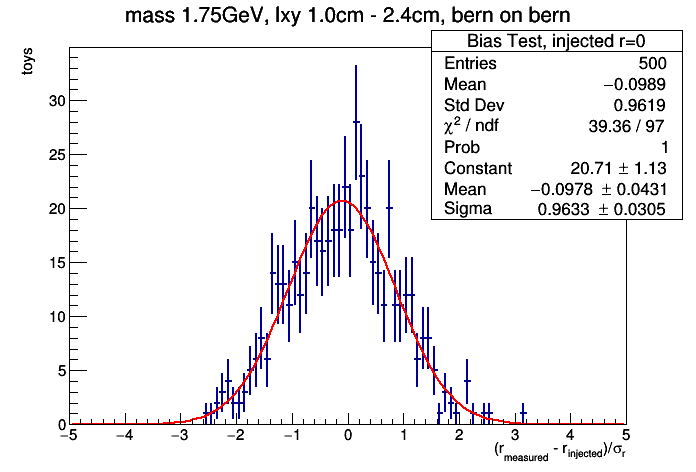 mass 1.75GeV, lxy 1.0cm - 2.4cm, bern on bern
Bias Test, injected r=0
Entries 500
Mean −0.0989
Std Dev 0.9619
χ² / ndf 39.36 / 97
Prob 1
Constant 20.71 ± 1.13
Mean −0.0978 ± 0.0431
Sigma 0.9633 ± 0.0305
toys
30
25
20
15
10
5
0
−5 −4 −3 −2 −1 0 1 2 3 4 5
(r_measured - r_injected)/σ_r